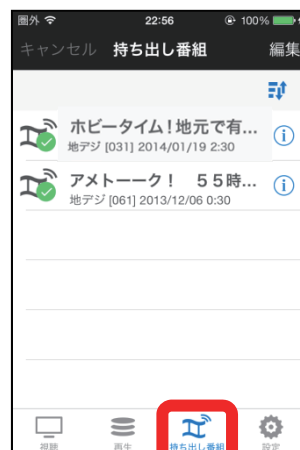 圏外 22:56 100%
キャンセル 持ち出し番組 編集
ホビータイム!地元で有...
地デジ [031] 2014/01/19 2:30
アメトーーク！ ５５時...
地デジ [061] 2013/12/06 0:30
視聴 再生 持ち出し番組 設定